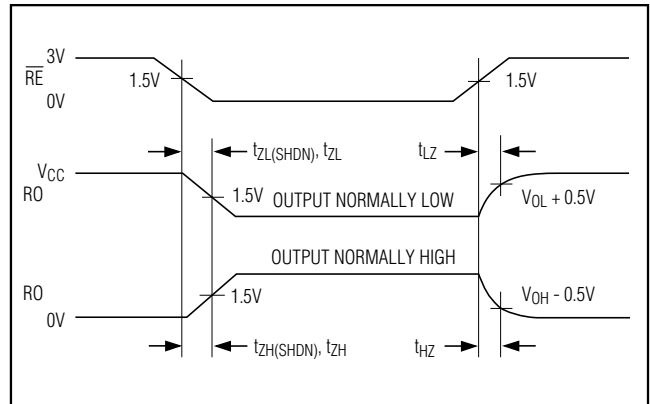 3V
RE
0V
1.5V
1.5V
tZL(SHDN), tZL
tLZ
VCC
RO
1.5V
OUTPUT NORMALLY LOW
VOL + 0.5V
OUTPUT NORMALLY HIGH
RO
0V
1.5V
VOH - 0.5V
tZH(SHDN), tZH
tHZ